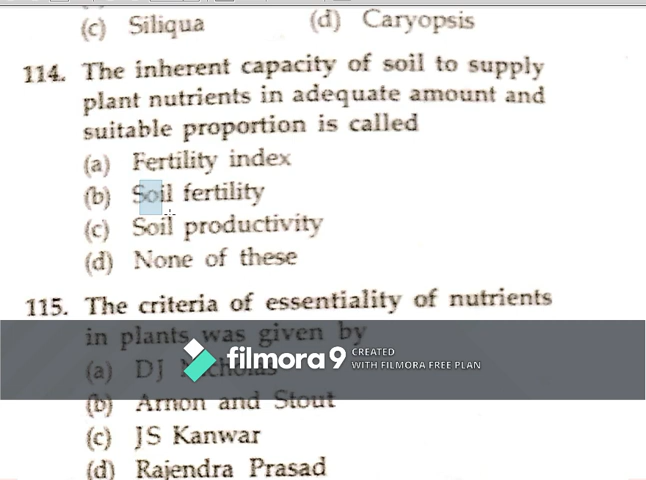 (c) Siliqua (d) Caryopsis
114. The inherent capacity of soil to supply
plant nutrients in adequate amount and
suitable proportion is called
(a) Fertility index
(b) Soil fertility
(c) Soil productivity
(d) None of these
115. The criteria of essentiality of nutrients
in plants was given by
filmora9 CREATED
WITH FILMORA FREE PLAN
(a) DJ Nicholas
(b) Arnon and Stout
(c) JS Kanwar
(d) Rajendra Prasad